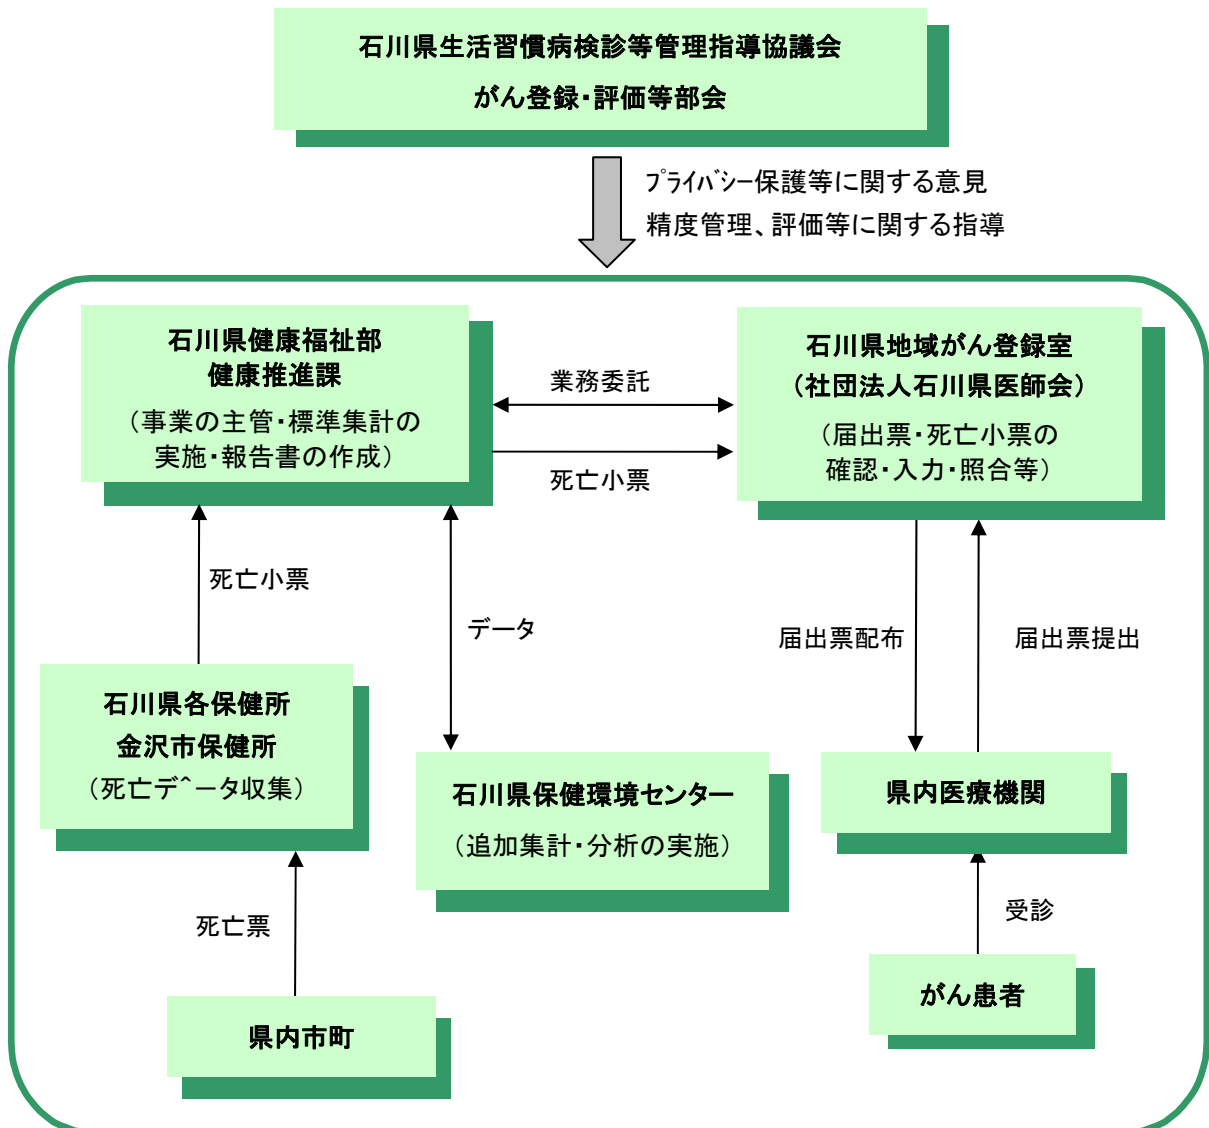 石川県生活習慣病検診等管理指導協議会
がん登録・評価等部会
ﾌﾟﾗｲﾊﾞｼｰ保護等に関する意見
精度管理、評価等に関する指導
石川県健康福祉部
健康推進課
（事業の主管・標準集計の
実施・報告書の作成）
業務委託
死亡小票
石川県地域がん登録室
（社団法人石川県医師会）
（届出票・死亡小票の
確認・入力・照合等）
死亡小票
データ
届出票配布
届出票提出
石川県各保健所
金沢市保健所
（死亡デ＾ータ収集）
石川県保健環境センター
（追加集計・分析の実施）
県内医療機関
死亡票
受診
がん患者
県内市町